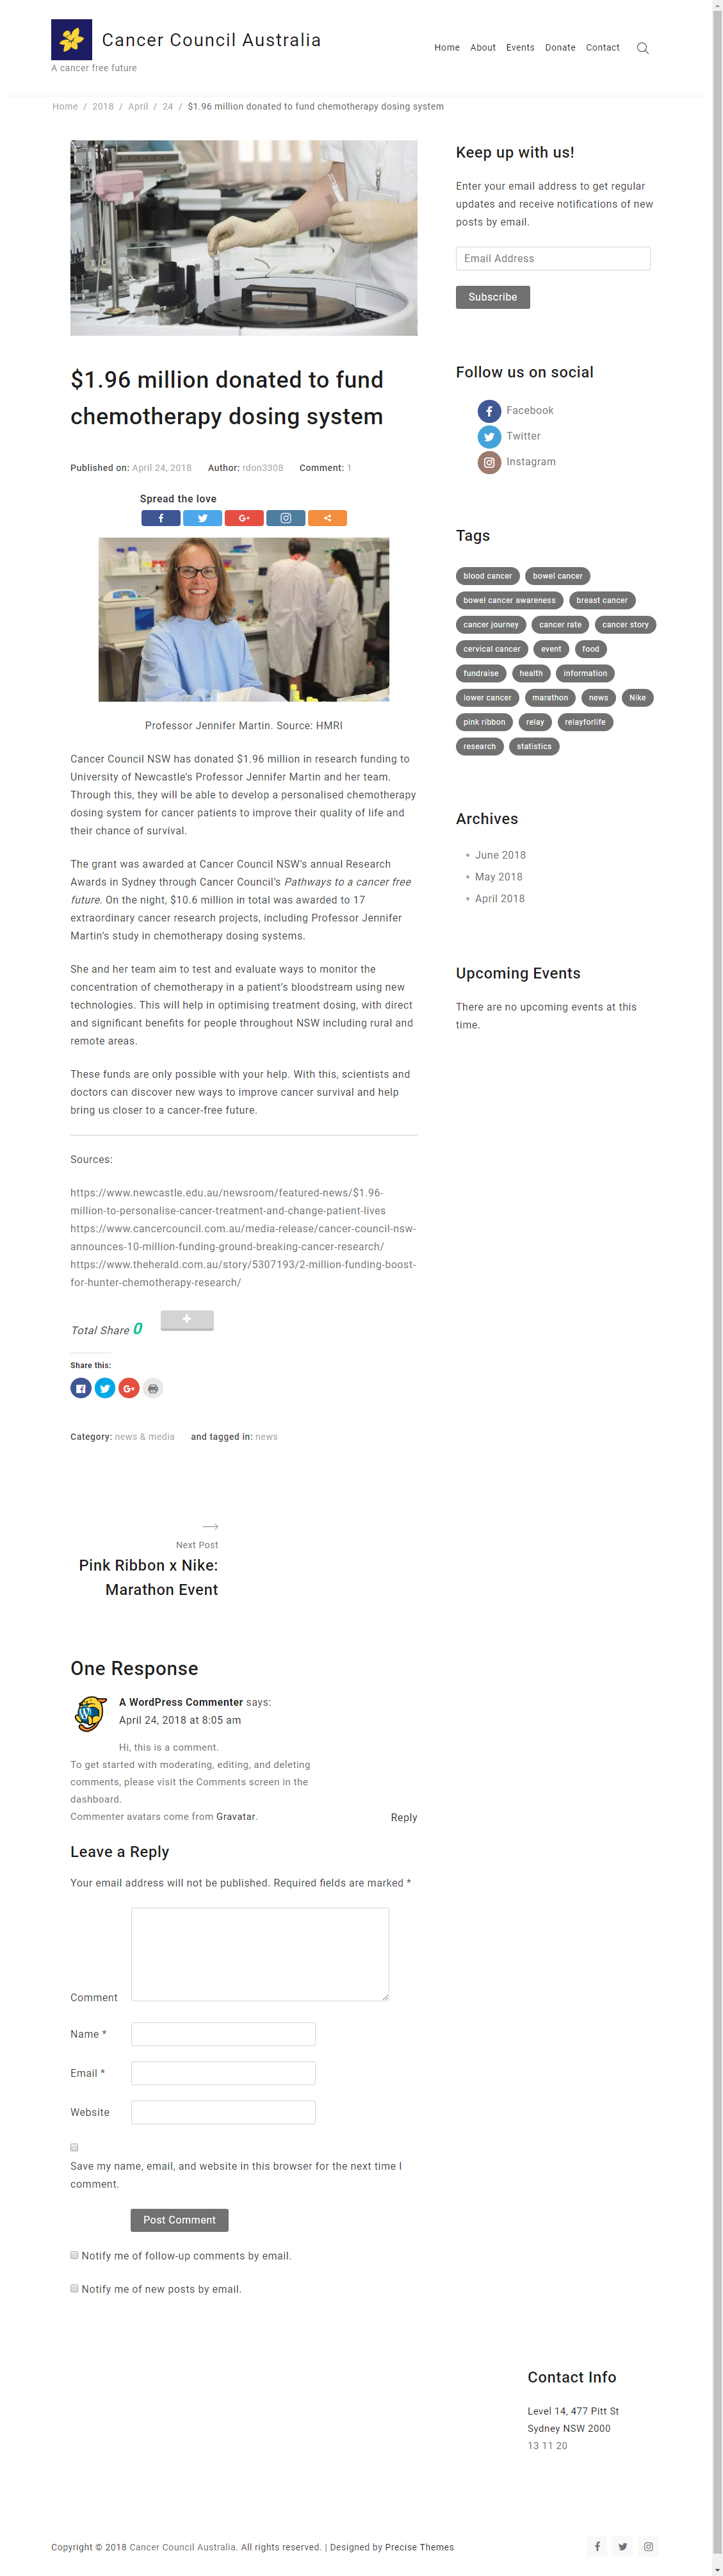 Cancer Council Australia
A cancer free future
Home About Events Donate Contact
Home / 2018 / April / 24 / $1.96 million donated to fund chemotherapy dosing system
$1.96 million donated to fund
chemotherapy dosing system
Published on: April 24, 2018 Author: rdon3308 Comment: 1
Spread the love
Professor Jennifer Martin. Source: HMRI
Cancer Council NSW has donated $1.96 million in research funding to
University of Newcastle's Professor Jennifer Martin and her team.
Through this, they will be able to develop a personalised chemotherapy
dosing system for cancer patients to improve their quality of life and
their chance of survival.
The grant was awarded at Cancer Council NSW's annual Research
Awards in Sydney through Cancer Council's Pathways to a cancer free
future. On the night, $10.6 million in total was awarded to 17
extraordinary cancer research projects, including Professor Jennifer
Martin's study in chemotherapy dosing systems.
She and her team aim to test and evaluate ways to monitor the
concentration of chemotherapy in a patient's bloodstream using new
technologies. This will help in optimising treatment dosing, with direct
and significant benefits for people throughout NSW including rural and
remote areas.
These funds are only possible with your help. With this, scientists and
doctors can discover new ways to improve cancer survival and help
bring us closer to a cancer-free future.
Sources:
https://www.newcastle.edu.au/newsroom/featured-news/$1.96-
million-to-personalise-cancer-treatment-and-change-patient-lives
https://www.cancercouncil.com.au/media-release/cancer-council-nsw-
announces-10-million-funding-ground-breaking-cancer-research/
https://www.theherald.com.au/story/5307193/2-million-funding-boost-
for-hunter-chemotherapy-research/
Total Share 0
Share this:
Category: news & media and tagged in: news
Next Post
Pink Ribbon x Nike:
Marathon Event
One Response
A WordPress Commenter says:
April 24, 2018 at 8:05 am
Hi, this is a comment.
To get started with moderating, editing, and deleting
comments, please visit the Comments screen in the
dashboard.
Commenter avatars come from Gravatar.
Reply
Leave a Reply
Your email address will not be published. Required fields are marked *
Comment
Name *
Email *
Website
Save my name, email, and website in this browser for the next time I
comment.
Post Comment
Notify me of follow-up comments by email.
Notify me of new posts by email.
Keep up with us!
Enter your email address to get regular
updates and receive notifications of new
posts by email.
Email Address
Subscribe
Follow us on social
Facebook
Twitter
Instagram
Tags
blood cancer bowel cancer
bowel cancer awareness breast cancer
cancer journey cancer rate cancer story
cervical cancer event food
fundraise health information
lower cancer marathon news Nike
pink ribbon relay relayforlife
research statistics
Archives
June 2018
May 2018
April 2018
Upcoming Events
There are no upcoming events at this
time.
Contact Info
Level 14, 477 Pitt St
Sydney NSW 2000
13 11 20
Copyright © 2018 Cancer Council Australia. All rights reserved. | Designed by Precise Themes